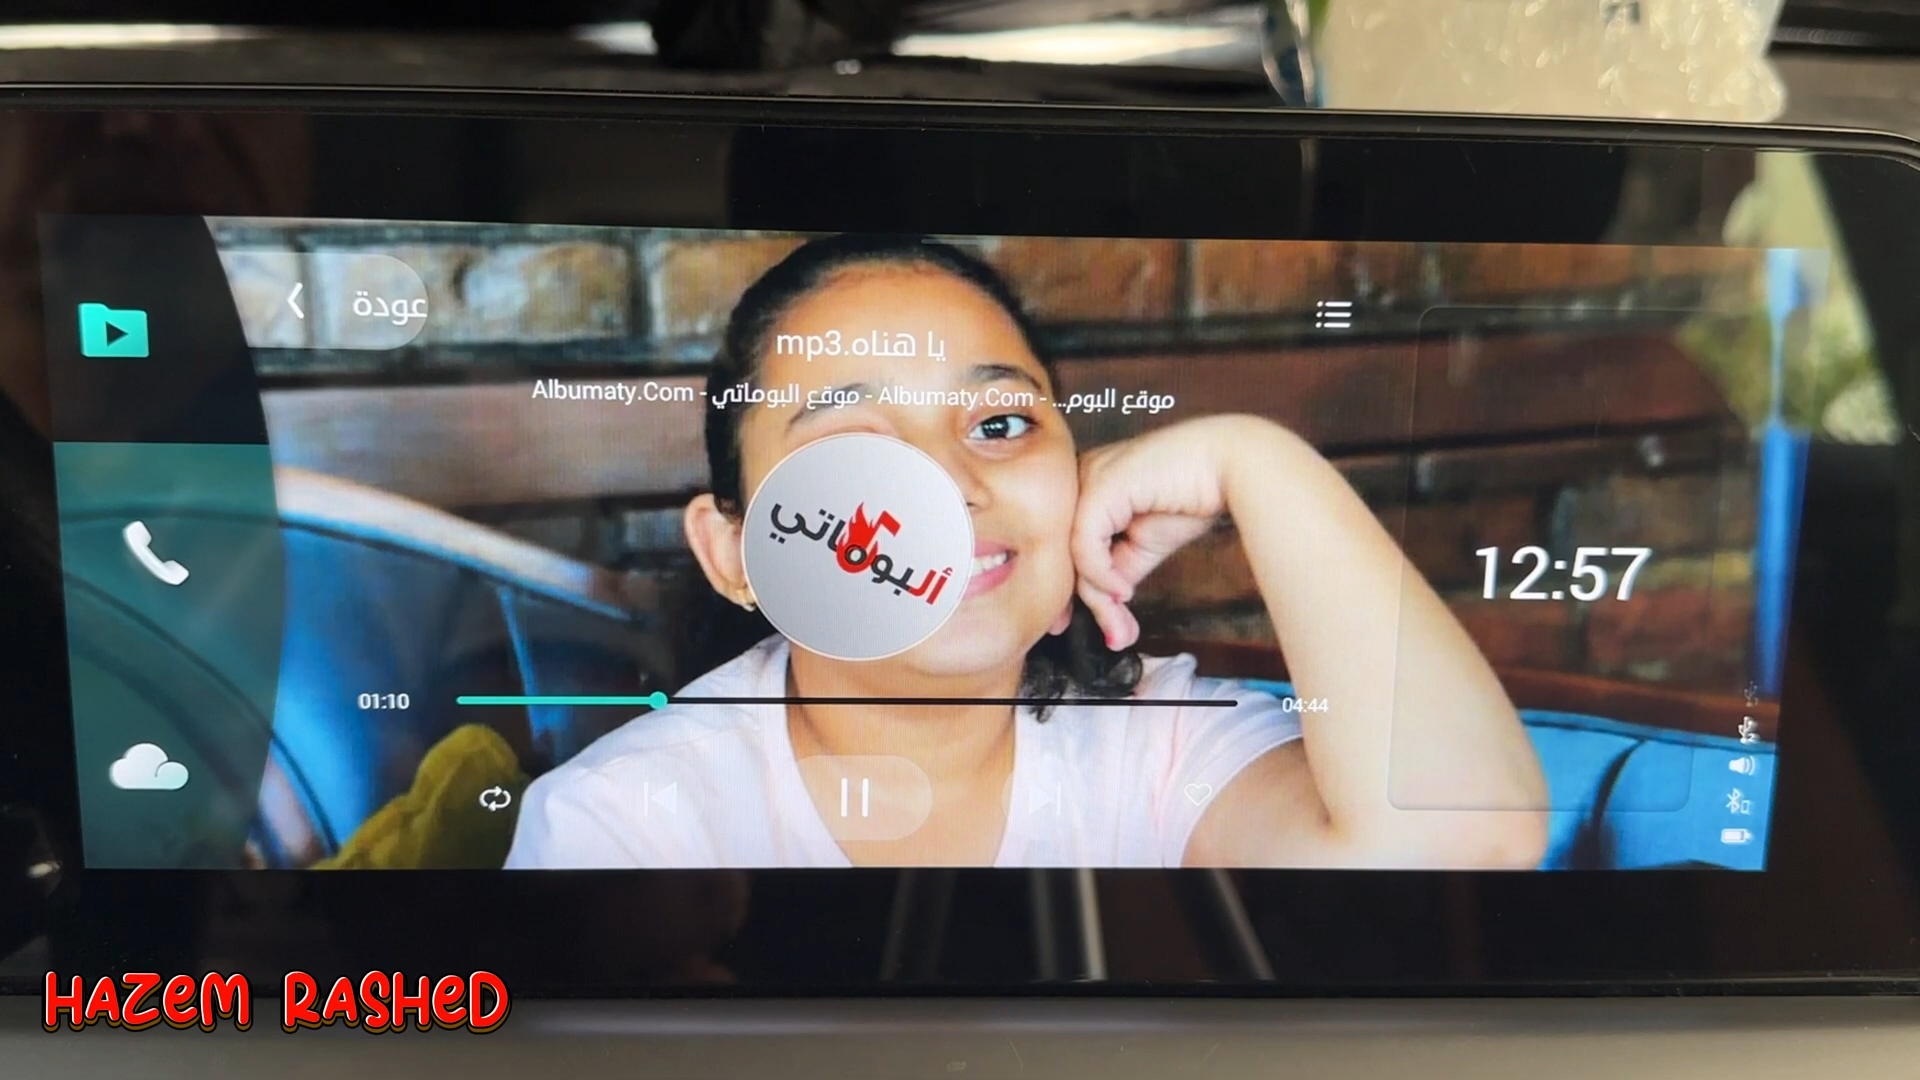 عودة
يا هناه.mp3
Albumaty.Com - موقع البوماتي - Albumaty.Com - ...موقع البوم
ألبوماتي
12:57
01:10
04:44
HAZEM RASHED